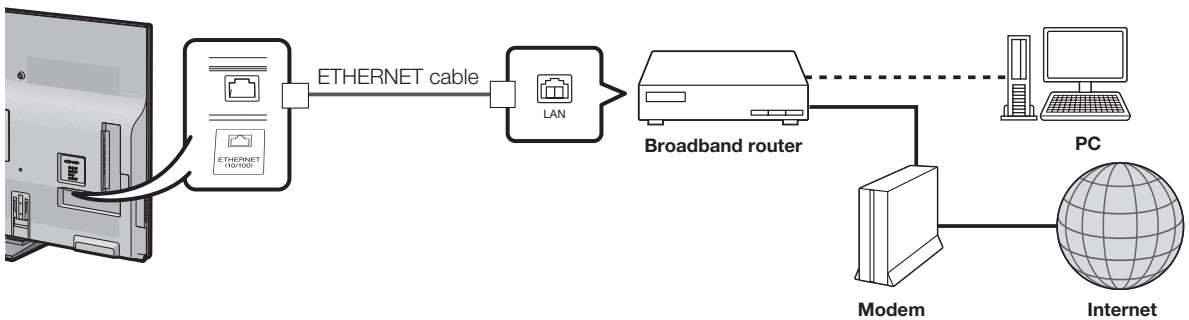 ETHERNET cable
ETHERNET
(10/100)
LAN
Broadband router
PC
Modem
Internet